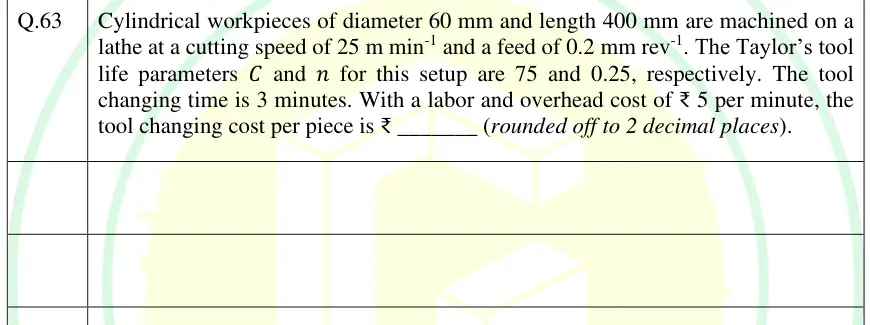 Q.63 Cylindrical workpieces of diameter 60 mm and length 400 mm are machined on a
lathe at a cutting speed of 25 m min⁻¹ and a feed of 0.2 mm rev⁻¹. The Taylor's tool
life parameters 𝐶 and 𝑛 for this setup are 75 and 0.25, respectively. The tool
changing time is 3 minutes. With a labor and overhead cost of ₹ 5 per minute, the
tool changing cost per piece is ₹ _______ (rounded off to 2 decimal places).